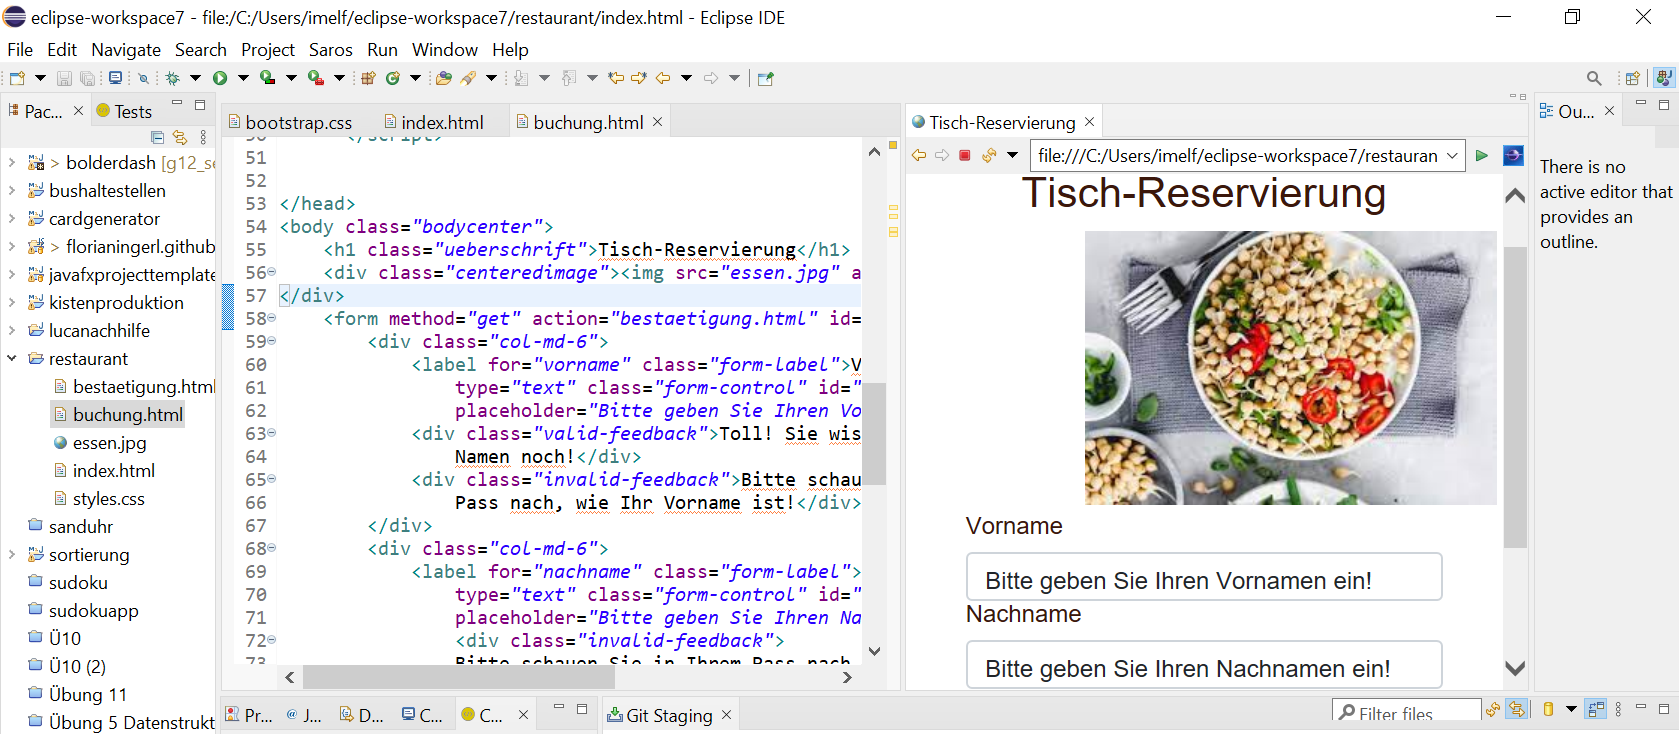 eclipse-workspace7 - file:/C:/Users/imelf/eclipse-workspace7/restaurant/index.html - Eclipse IDE
File Edit Navigate Search Project Saros Run Window Help
Pac... Tests
> bolderdash [g12_se
bushaltestellen
cardgenerator
> florianingerl.github
javafxprojecttemplate
kistenproduktion
lucanachhilfe
restaurant
bestaetigung.html
buchung.html
essen.jpg
index.html
styles.css
sanduhr
sortierung
sudoku
sudokuapp
Ü10
Ü10 (2)
Übung 11
Übung 5 Datenstrukt
bootstrap.css index.html buchung.html
50 </script>
51
52
53 </head>
54 <body class="bodycenter">
55 <h1 class="ueberschrift">Tisch-Reservierung</h1>
56 <div class="centeredimage"><img src="essen.jpg" a
57 </div>
58 <form method="get" action="bestaetigung.html" id=
59 <div class="col-md-6">
60 <label for="vorname" class="form-label">V
61 type="text" class="form-control" id="
62 placeholder="Bitte geben Sie Ihren Vo
63 <div class="valid-feedback">Toll! Sie wis
64 Namen noch!</div>
65 <div class="invalid-feedback">Bitte schau
66 Pass nach, wie Ihr Vorname ist!</div>
67 </div>
68 <div class="col-md-6">
69 <label for="nachname" class="form-label">
70 type="text" class="form-control" id="
71 placeholder="Bitte geben Sie Ihren Na
72 <div class="invalid-feedback">
73 Bitte schauen Sie in Ihrem Pass nach
Tisch-Reservierung
file:///C:/Users/imelf/eclipse-workspace7/restauran
Tisch-Reservierung
Vorname
Bitte geben Sie Ihren Vornamen ein!
Nachname
Bitte geben Sie Ihren Nachnamen ein!
Ou...
There is no
active editor that
provides an
outline.
Pr... J... D... C... C...
Git Staging
Filter files